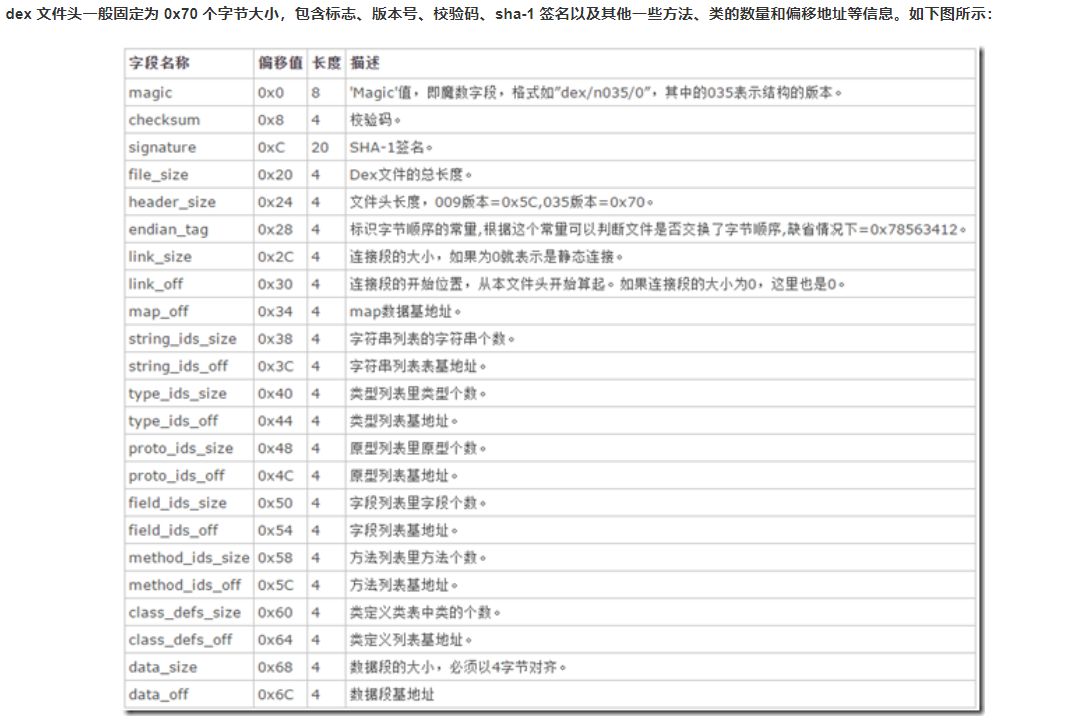 dex 文件头一般固定为 0x70 个字节大小，包含标志、版本号、校验码、sha-1 签名以及其他一些方法、类的数量和偏移地址等信息。如下图所示：
字段名称 偏移值 长度 描述
magic 0x0 8 'Magic'值，即魔数字段，格式如"dex/n035/0"，其中的035表示结构的版本。
checksum 0x8 4 校验码。
signature 0xC 20 SHA-1签名。
file_size 0x20 4 Dex文件的总长度。
header_size 0x24 4 文件头长度，009版本=0x5C,035版本=0x70。
endian_tag 0x28 4 标识字节顺序的常量,根据这个常量可以判断文件是否交换了字节顺序,缺省情况下=0x78563412。
link_size 0x2C 4 连接段的大小，如果为0就表示是静态连接。
link_off 0x30 4 连接段的开始位置，从本文件头开始算起。如果连接段的大小为0，这里也是0。
map_off 0x34 4 map数据基地址。
string_ids_size 0x38 4 字符串列表的字符串个数。
string_ids_off 0x3C 4 字符串列表表基地址。
type_ids_size 0x40 4 类型列表里类型个数。
type_ids_off 0x44 4 类型列表基地址。
proto_ids_size 0x48 4 原型列表里原型个数。
proto_ids_off 0x4C 4 原型列表基地址。
field_ids_size 0x50 4 字段列表里字段个数。
field_ids_off 0x54 4 字段列表基地址。
method_ids_size 0x58 4 方法列表里方法个数。
method_ids_off 0x5C 4 方法列表基地址。
class_defs_size 0x60 4 类定义类表中类的个数。
class_defs_off 0x64 4 类定义列表基地址。
data_size 0x68 4 数据段的大小，必须以4字节对齐。
data_off 0x6C 4 数据段基地址